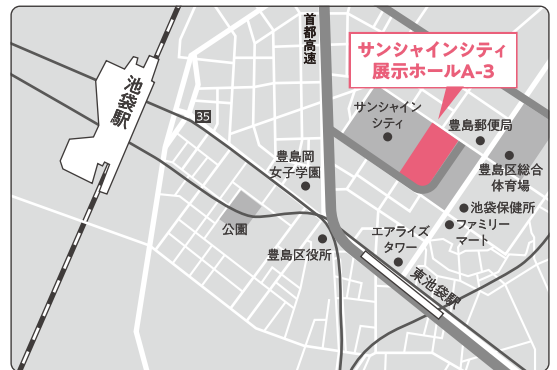 首都高速
サンシャインシティ
展示ホールA-3
池袋駅
35
サンシャイン
シティ
豊島郵便局
豊島岡
女子学園
豊島区総合
体育場
池袋保健所
ファミリー
マート
公園
豊島区役所
エアライズ
タワー
東池袋駅